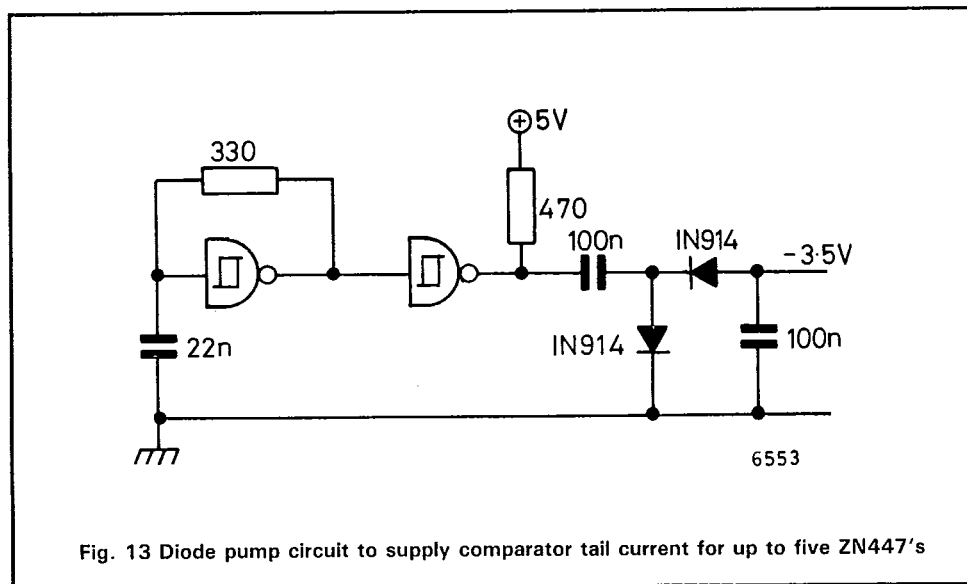 5V
330
470
100n
IN914
-3·5V
22n
IN914
100n
6553
Fig. 13 Diode pump circuit to supply comparator tail current for up to five ZN447's